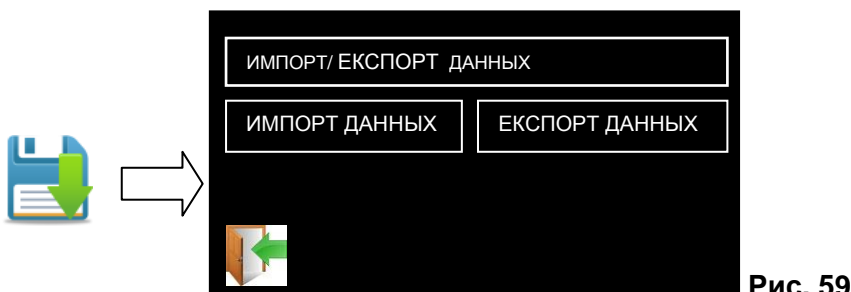 ИМПОРТ/ ЕКСПОРТ ДАННЫХ
ИМПОРТ ДАННЫХ
ЕКСПОРТ ДАННЫХ
Рис. 59